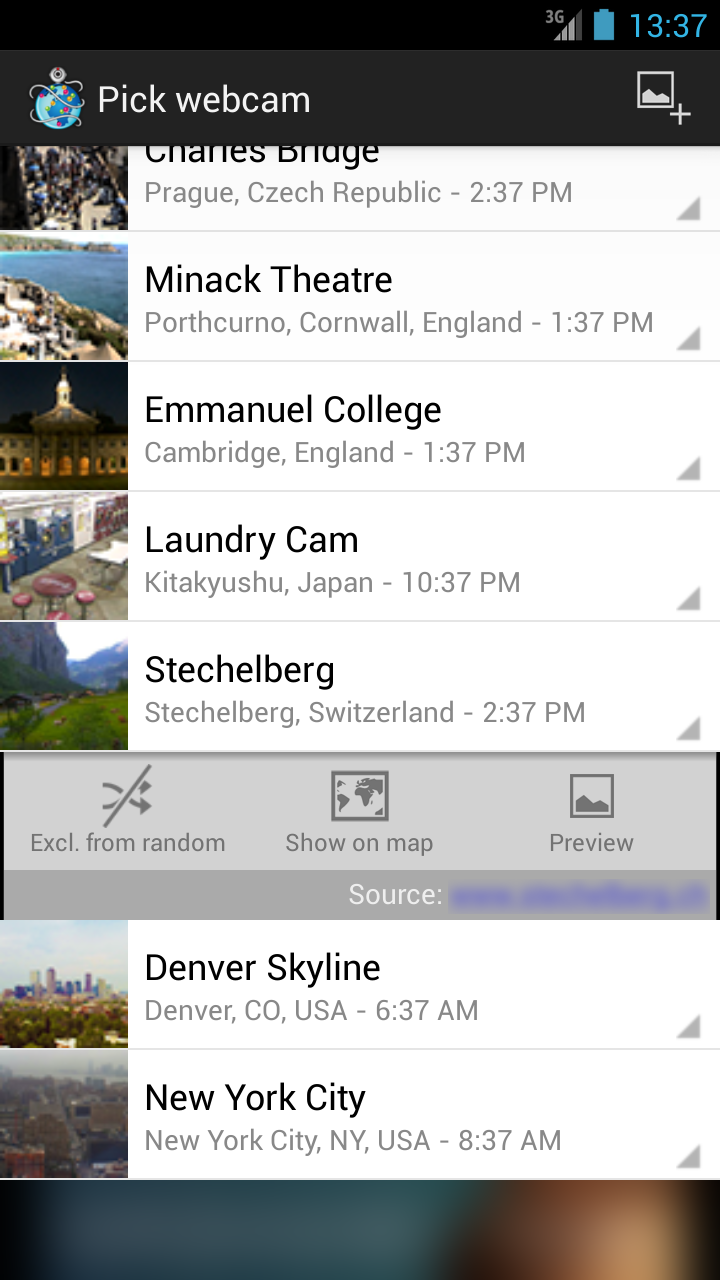 3G 13:37
Pick webcam
Charles Bridge
Prague, Czech Republic - 2:37 PM
Minack Theatre
Porthcurno, Cornwall, England - 1:37 PM
Emmanuel College
Cambridge, England - 1:37 PM
Laundry Cam
Kitakyushu, Japan - 10:37 PM
Stechelberg
Stechelberg, Switzerland - 2:37 PM
Excl. from random Show on map Preview
Source:
Denver Skyline
Denver, CO, USA - 6:37 AM
New York City
New York City, NY, USA - 8:37 AM